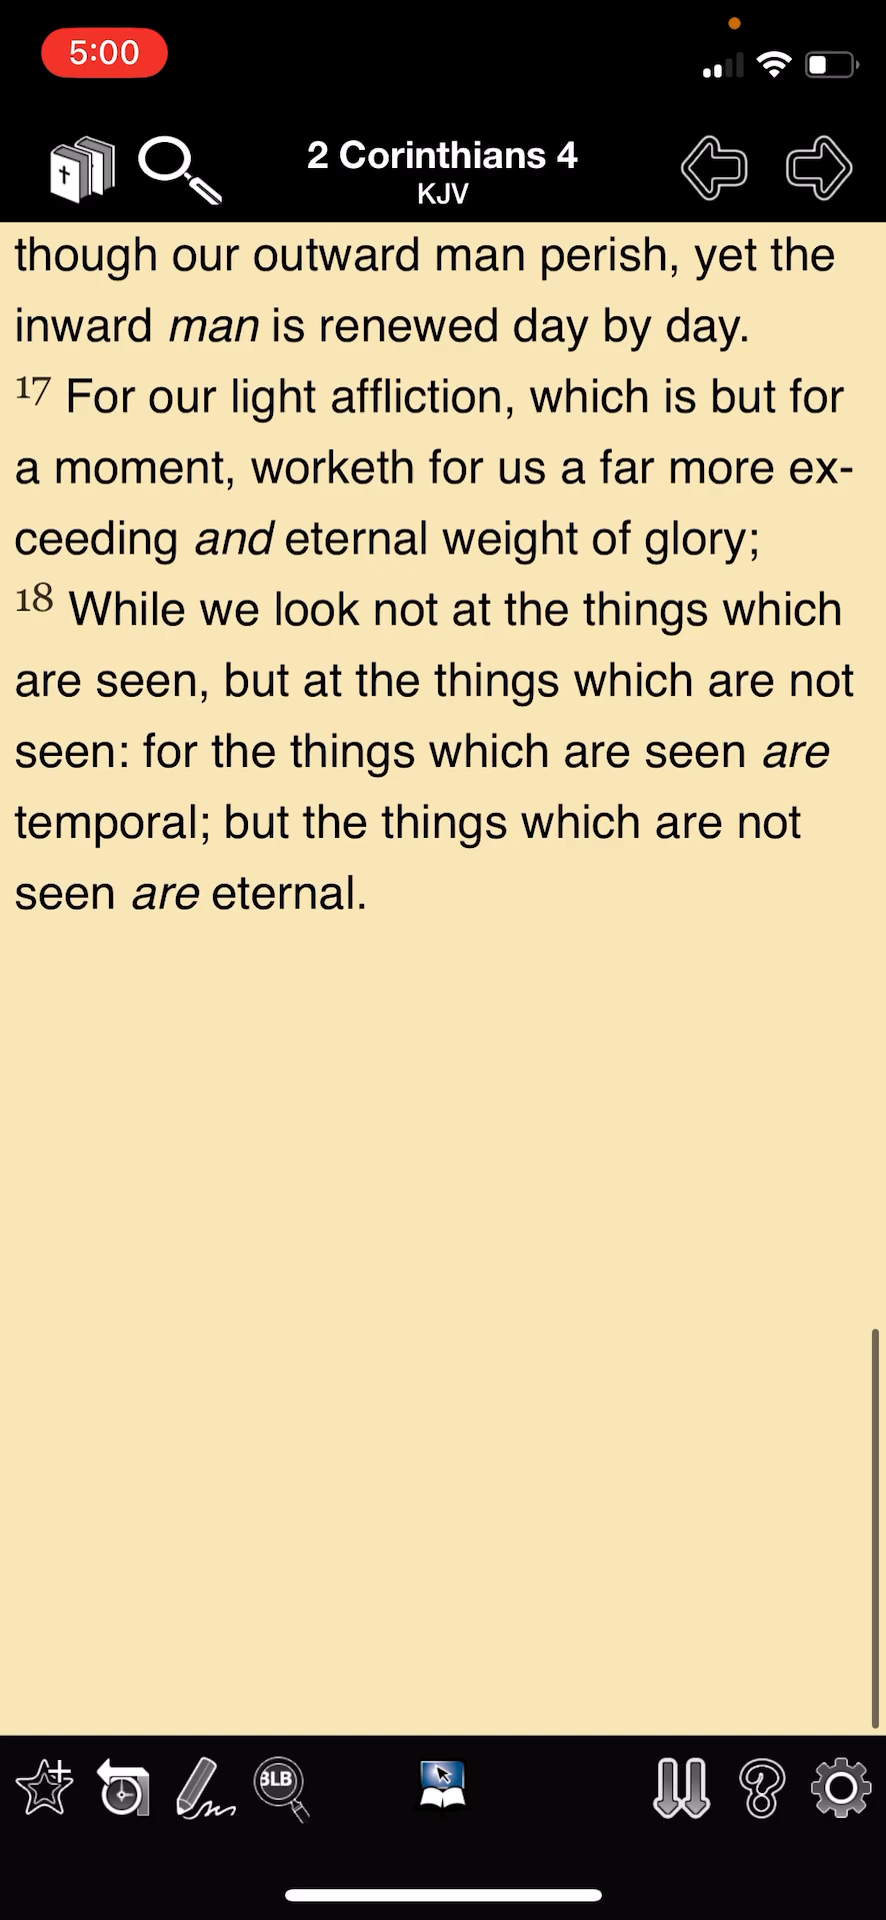 5:00
2 Corinthians 4
KJV
though our outward man perish, yet the
inward man is renewed day by day.
17 For our light affliction, which is but for
a moment, worketh for us a far more ex-
ceeding and eternal weight of glory;
18 While we look not at the things which
are seen, but at the things which are not
seen: for the things which are seen are
temporal; but the things which are not
seen are eternal.
BLB